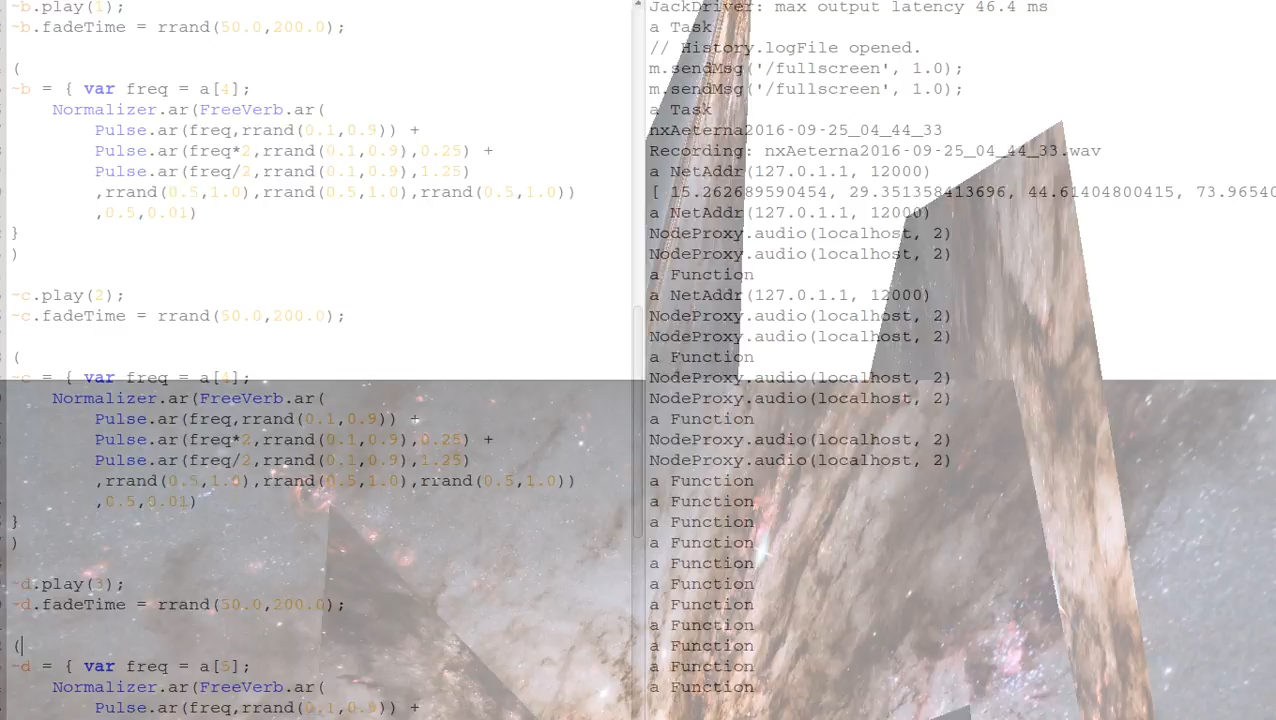 ~b.play(1);
~b.fadeTime = rrand(50.0,200.0);
(
~b = { var freq = a[4];
Normalizer.ar(FreeVerb.ar(
Pulse.ar(freq,rrand(0.1,0.9)) +
Pulse.ar(freq*2,rrand(0.1,0.9),0.25) +
Pulse.ar(freq/2,rrand(0.1,0.9),1.25)
,rrand(0.5,1.0),rrand(0.5,1.0),rrand(0.5,1.0))
,0.5,0.01)
}
)
~c.play(2);
~c.fadeTime = rrand(50.0,200.0);
(
~c = { var freq = a[4];
Normalizer.ar(FreeVerb.ar(
Pulse.ar(freq,rrand(0.1,0.9)) +
Pulse.ar(freq*2,rrand(0.1,0.9),0.25) +
Pulse.ar(freq/2,rrand(0.1,0.9),1.25)
,rrand(0.5,1.0),rrand(0.5,1.0),rrand(0.5,1.0))
,0.5,0.01)
}
)
~d.play(3);
~d.fadeTime = rrand(50.0,200.0);
(
~d = { var freq = a[5];
Normalizer.ar(FreeVerb.ar(
Pulse.ar(freq,rrand(0.1,0.9)) +
JackDriver: max output latency 46.4 ms
a Task
// History.logFile opened.
m.sendMsg('/fullscreen', 1.0);
m.sendMsg('/fullscreen', 1.0);
a Task
nxAeterna2016-09-25_04_44_33
Recording: nxAeterna2016-09-25_04_44_33.wav
a NetAddr(127.0.1.1, 12000)
[ 15.262689590454, 29.351358413696, 44.61404800415, 73.96540
a NetAddr(127.0.1.1, 12000)
NodeProxy.audio(localhost, 2)
NodeProxy.audio(localhost, 2)
a Function
a NetAddr(127.0.1.1, 12000)
NodeProxy.audio(localhost, 2)
NodeProxy.audio(localhost, 2)
a Function
NodeProxy.audio(localhost, 2)
NodeProxy.audio(localhost, 2)
a Function
NodeProxy.audio(localhost, 2)
NodeProxy.audio(localhost, 2)
a Function
a Function
a Function
a Function
a Function
a Function
a Function
a Function
a Function
a Function
a Function